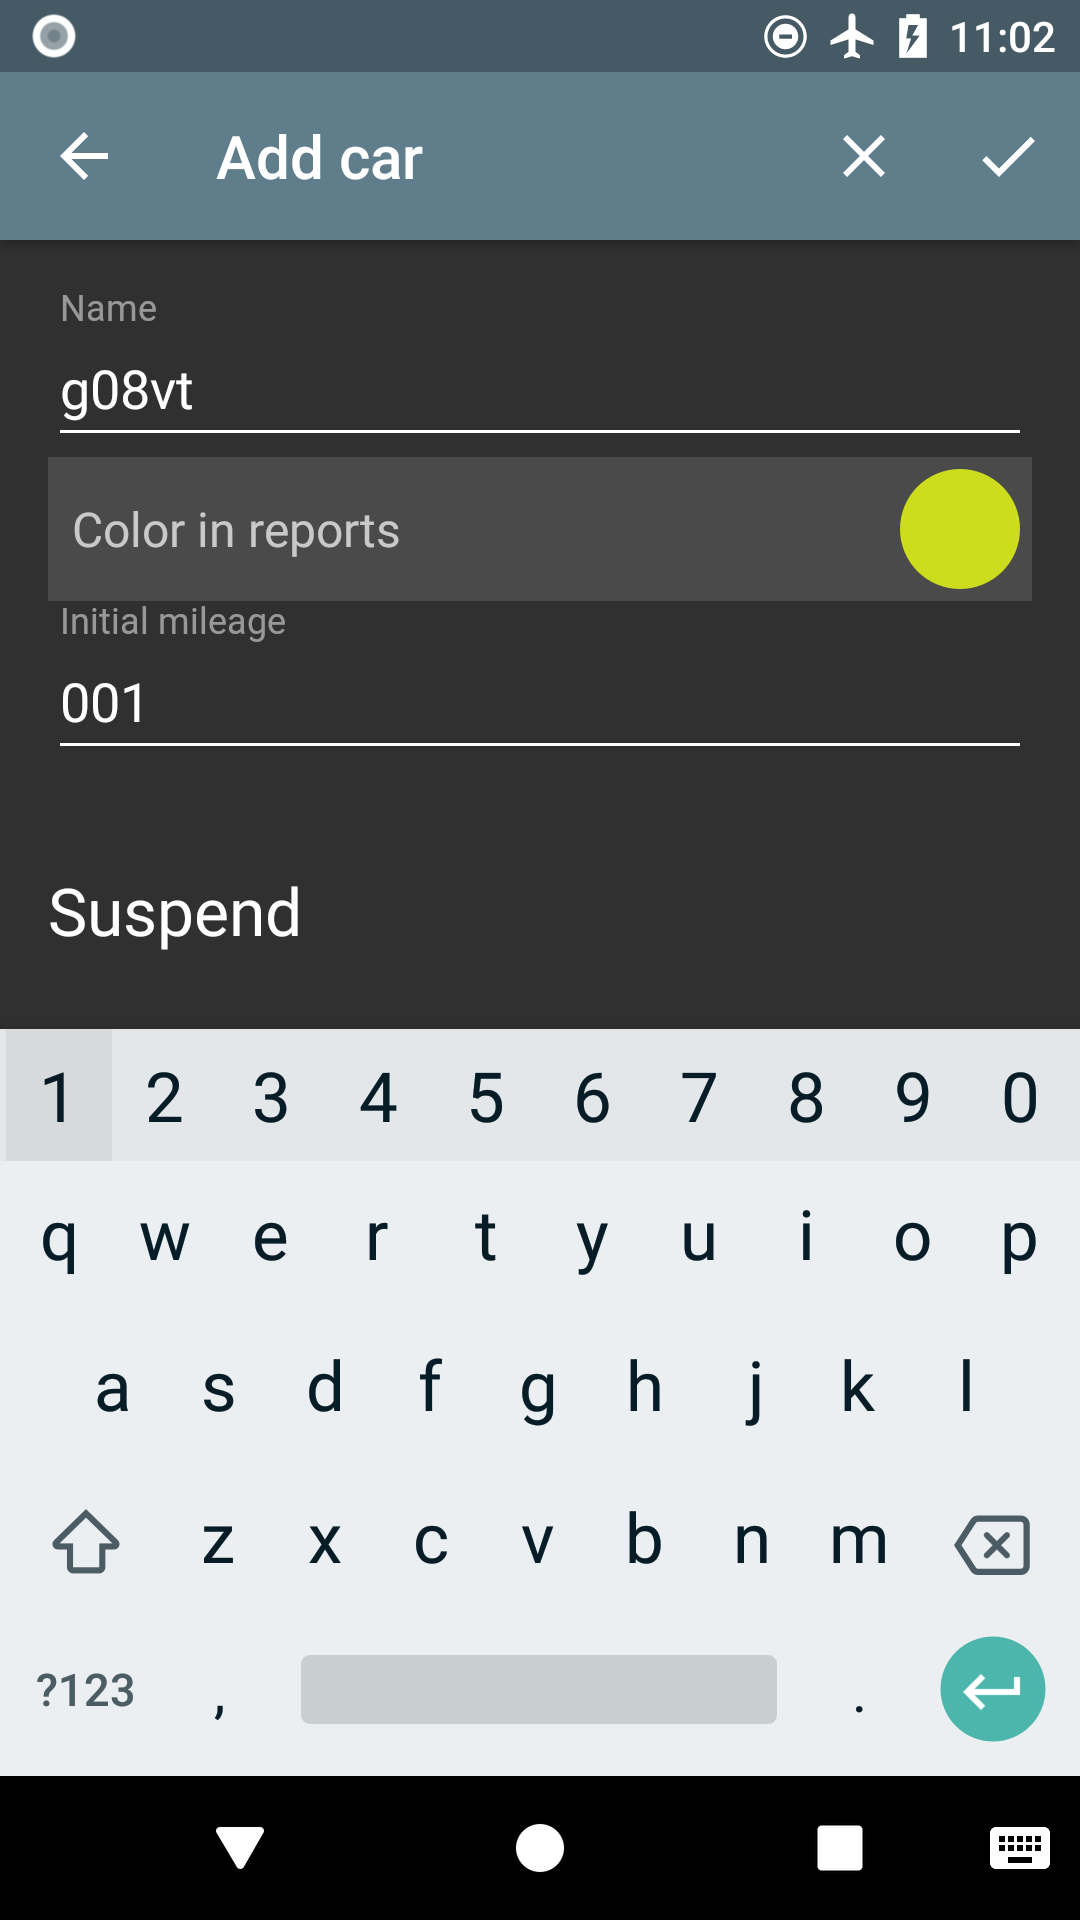 11:02
Add car
Name
g08vt
Color in reports
Initial mileage
001
Suspend
1 2 3 4 5 6 7 8 9 0
q w e r t y u i o p
a s d f g h j k l
z x c v b n m
?123 , .